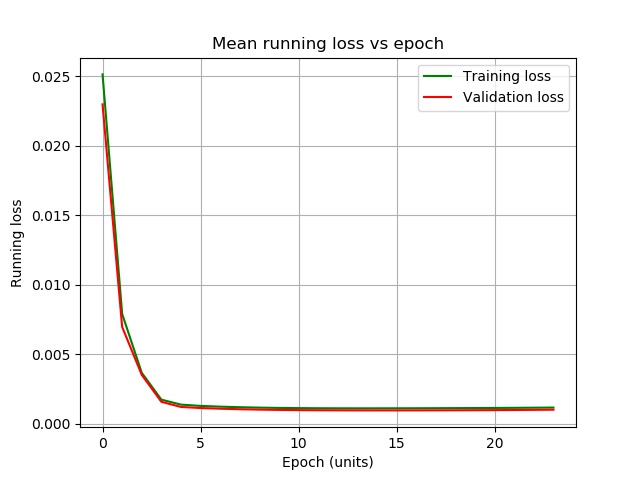 Mean running loss vs epoch
Training loss
Validation loss
0.025
0.020
0.015
0.010
0.005
0.000
Running loss
0 5 10 15 20
Epoch (units)